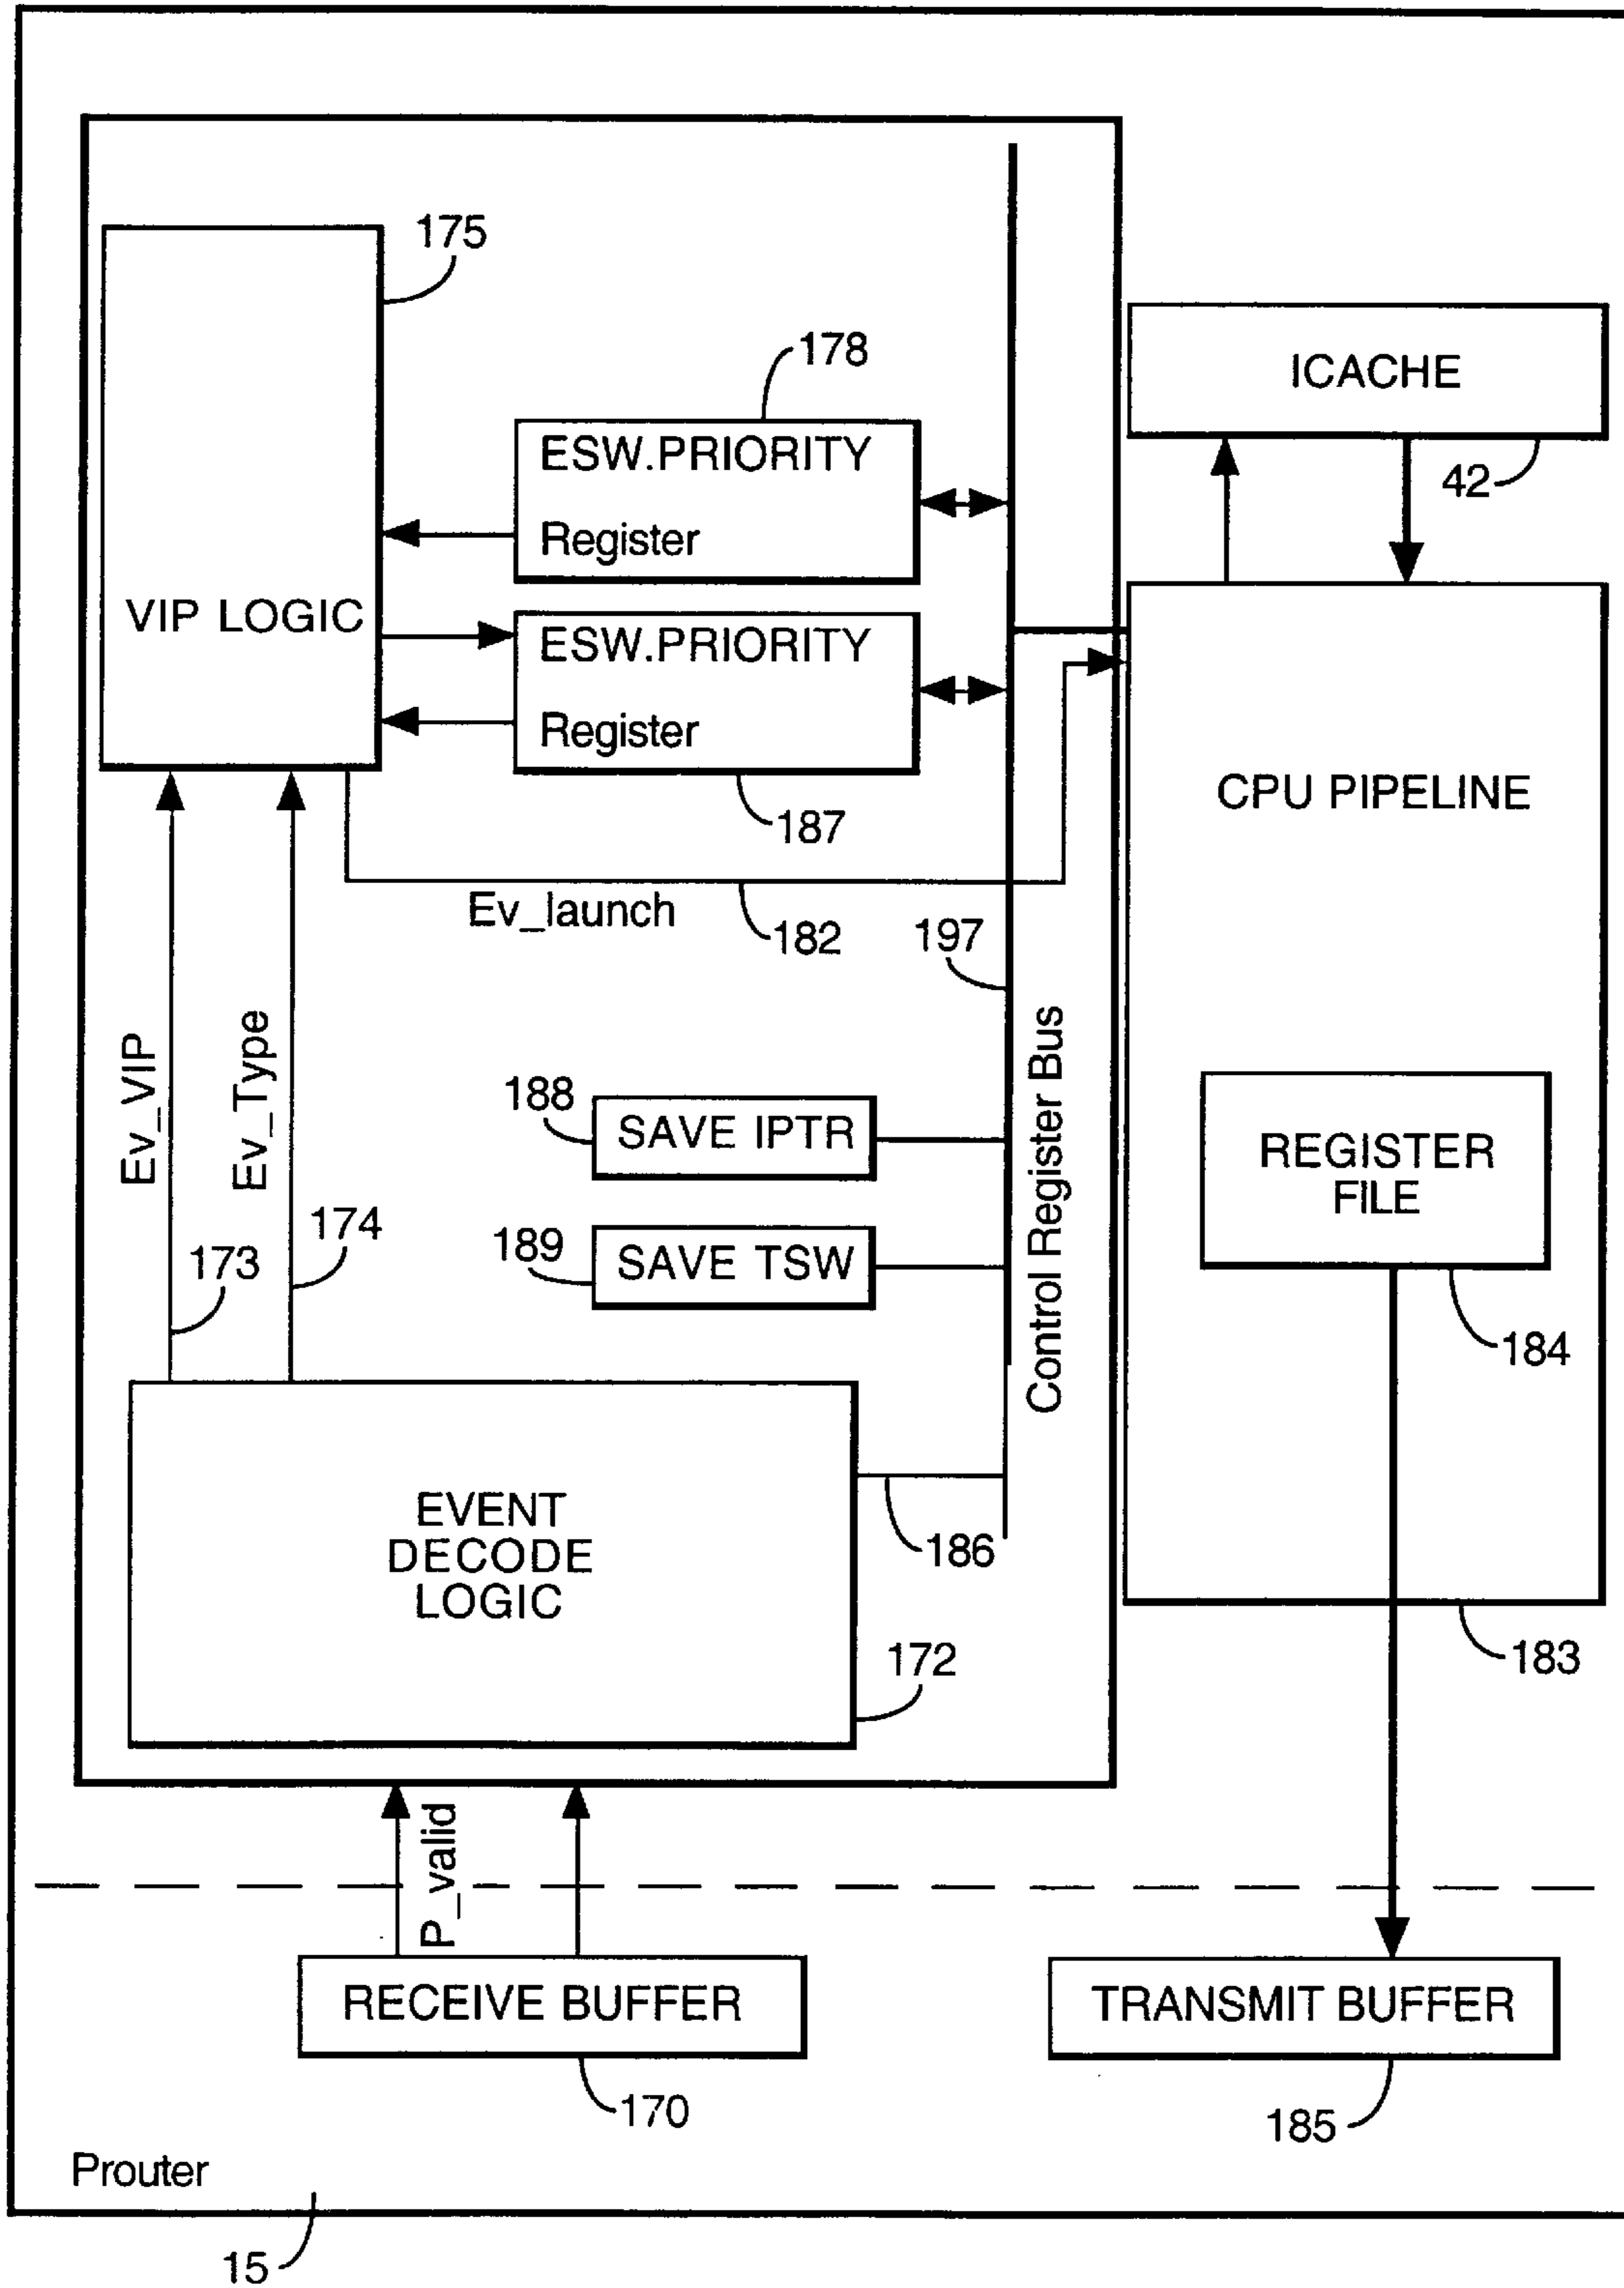 175
178
ICACHE
42
ESW.PRIORITY
Register
VIP LOGIC
ESW.PRIORITY
Register
187
CPU PIPELINE
Ev_launch
182
197
Ev_VIP
Ev_Type
Control Register Bus
188
SAVE IPTR
189
SAVE TSW
REGISTER
FILE
184
173
174
EVENT
DECODE
LOGIC
186
172
183
P_valid
RECEIVE BUFFER
TRANSMIT BUFFER
170
185
Prouter
15